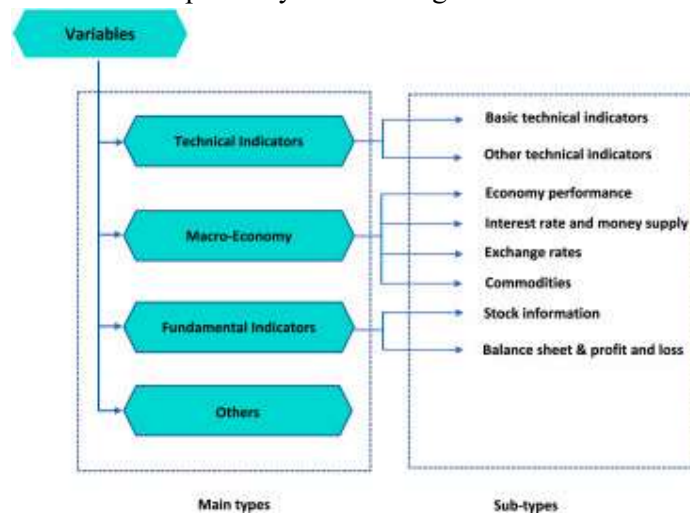 Variables
Technical Indicators
Basic technical indicators
Other technical indicators
Macro-Economy
Economy performance
Interest rate and money supply
Exchange rates
Commodities
Fundamental Indicators
Stock information
Balance sheet & profit and loss
Others
Main types
Sub-types